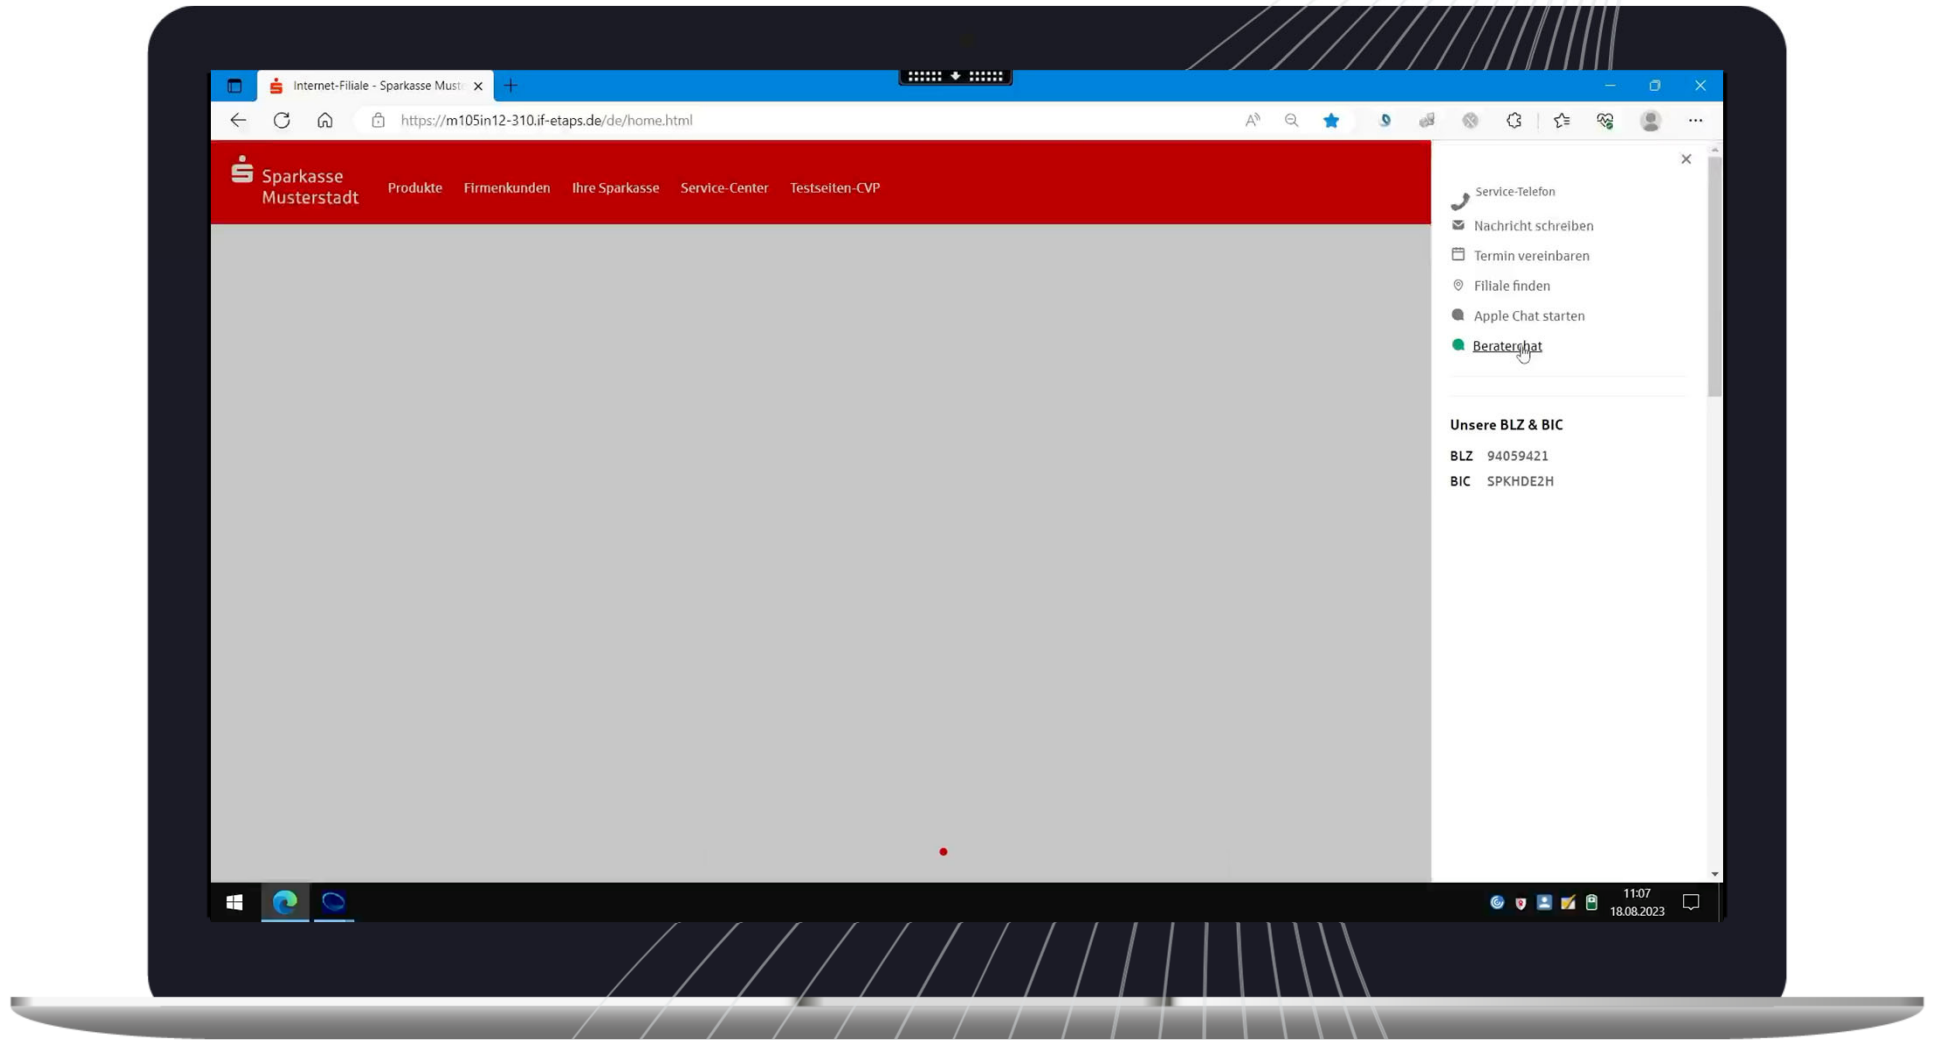 Internet-Filiale - Sparkasse Must
https://m105in12-310.if-etaps.de/de/home.html
Sparkasse
Musterstadt
Produkte
Firmenkunden
Ihre Sparkasse
Service-Center
Testseiten-CVP
Service-Telefon
Nachricht schreiben
Termin vereinbaren
Filiale finden
Apple Chat starten
Beraterchat
Unsere BLZ & BIC
BLZ 94059421
BIC SPKHDE2H
11:07
18.08.2023